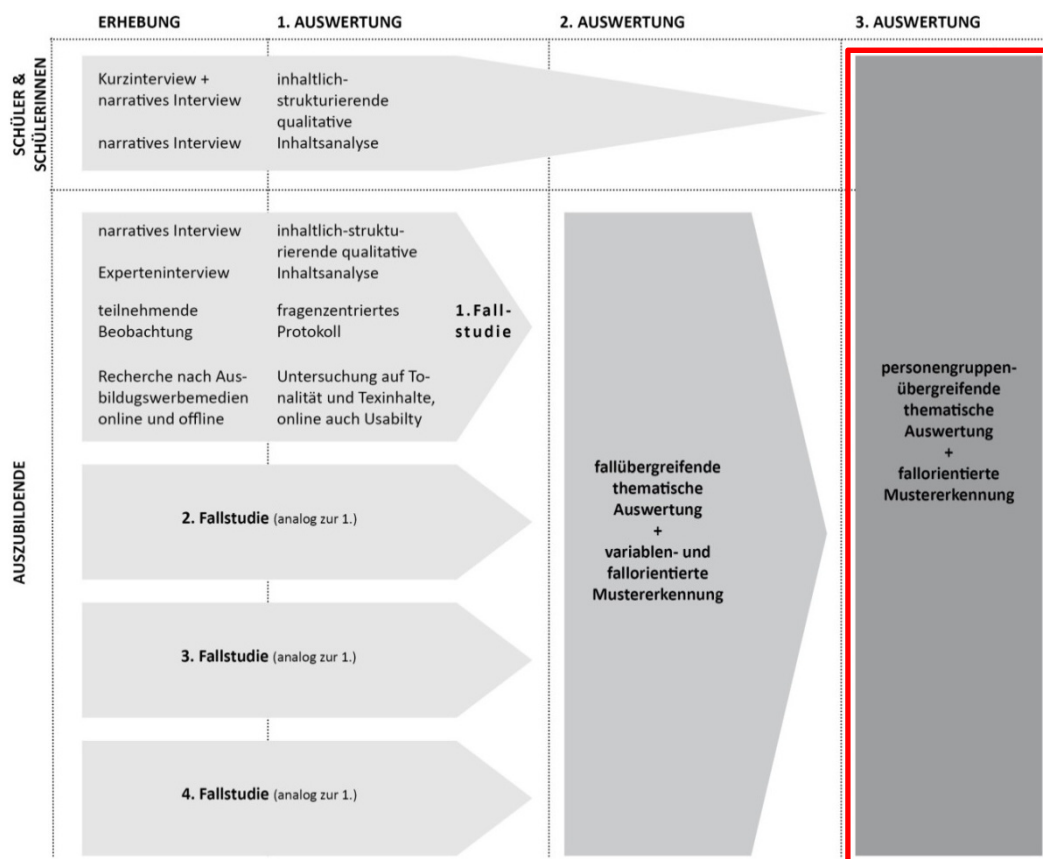 ERHEBUNG
1. AUSWERTUNG
2. AUSWERTUNG
3. AUSWERTUNG
SCHÜLER &
SCHÜLERINNEN
Kurzinterview +
narratives Interview
narratives Interview
inhaltlich-
strukturierende
qualitative
Inhaltsanalyse
AUSZUBILDENDE
narratives Interview
Experteninterview
teilnehmende
Beobachtung
Recherche nach Aus-
bildugswerbemedien
online und offline
inhaltlich-struktu-
rierende qualitative
Inhaltsanalyse
fragenzentriertes
Protokoll
Untersuchung auf To-
nalität und Texinhalte,
online auch Usabilty
1.Fall-
studie
2. Fallstudie (analog zur 1.)
3. Fallstudie (analog zur 1.)
4. Fallstudie (analog zur 1.)
fallübergreifende
thematische
Auswertung
+
variablen- und
fallorientierte
Mustererkennung
personengruppen-
übergreifende
thematische
Auswertung
+
fallorientierte
Mustererkennung